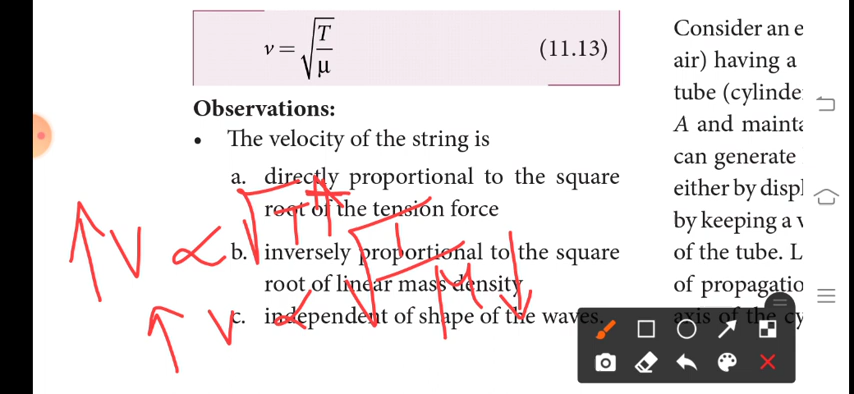 v = √(T/μ) (11.13)
Observations:
• The velocity of the string is
a. directly proportional to the square
root of the tension force
b. inversely proportional to the square
root of linear mass density
c. independent of shape of the waves.
↑ V ∝ √T ↑
↑ V ∝ √(1/μ) ↓
Consider an e
air) having a
tube (cylinde
A and mainta
can generate
either by displ
by keeping a v
of the tube. L
of propagatio
axis of the cy